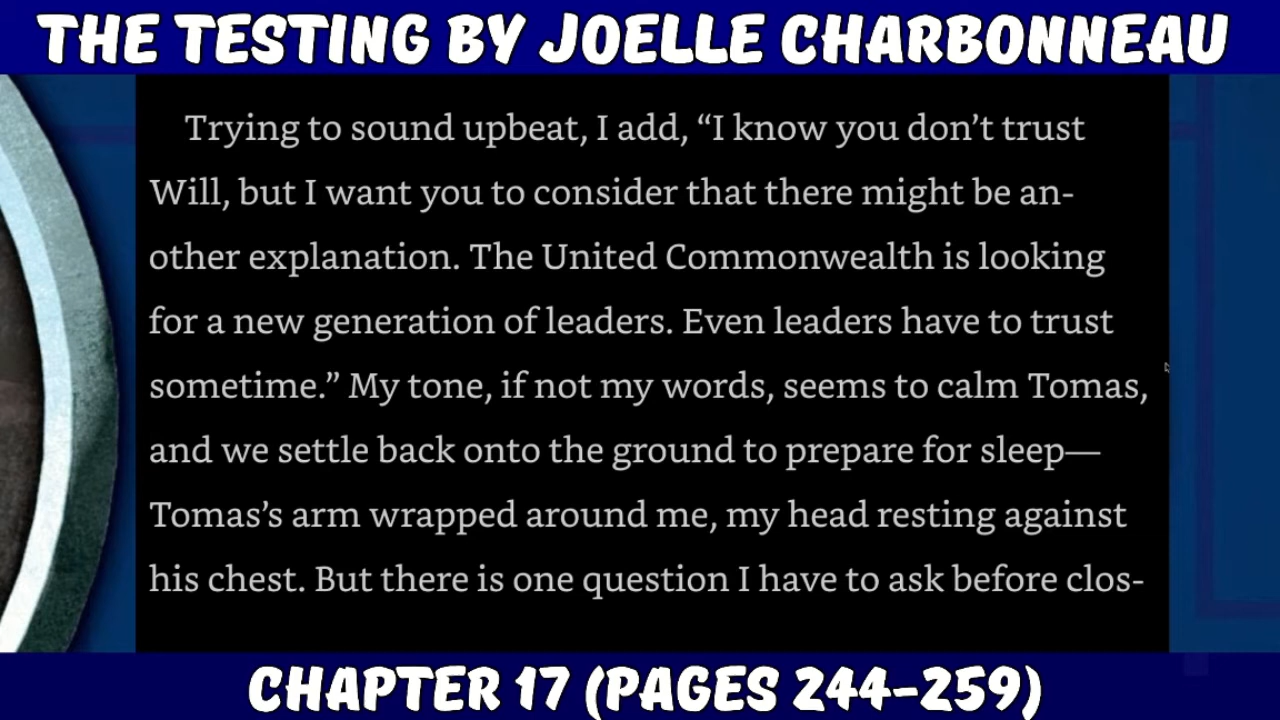 THE TESTING BY JOELLE CHARBONNEAU
Trying to sound upbeat, I add, “I know you don’t trust
Will, but I want you to consider that there might be an-
other explanation. The United Commonwealth is looking
for a new generation of leaders. Even leaders have to trust
sometime.” My tone, if not my words, seems to calm Tomas,
and we settle back onto the ground to prepare for sleep—
Tomas’s arm wrapped around me, my head resting against
his chest. But there is one question I have to ask before clos-
CHAPTER 17 (PAGES 244-259)